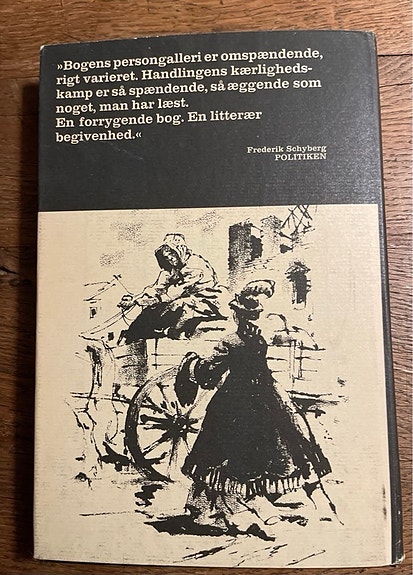 »Bogens persongalleri er omspændende,
rigt varieret. Handlingens kærligheds-
kamp er så spændende, så æggende som
noget, man har læst.
En forrygende bog. En litterær
begivenhed.«
Frederik Schyberg
POLITIKEN